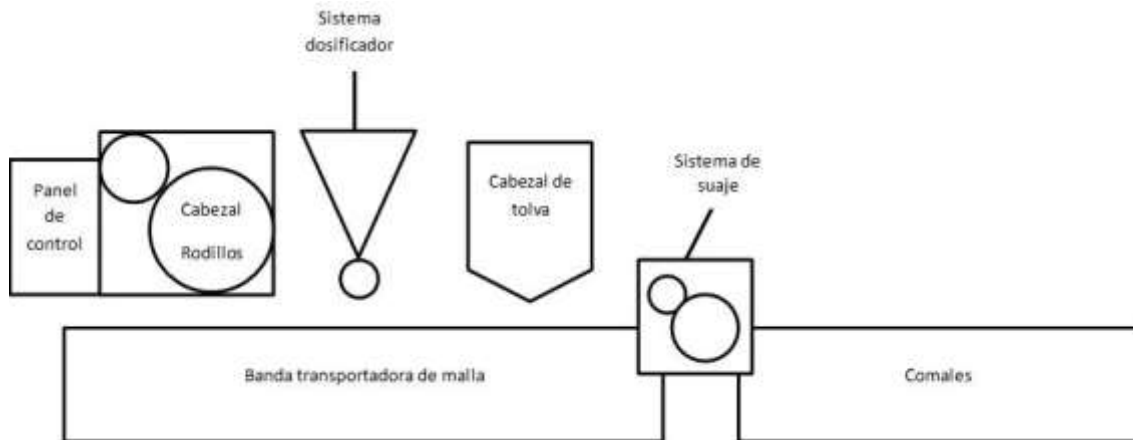 Sistema
dosificador
Panel
de
control
Cabezal
Rodillos
Cabezal de
tolva
Sistema de
suaje
Banda transportadora de malla
Comales